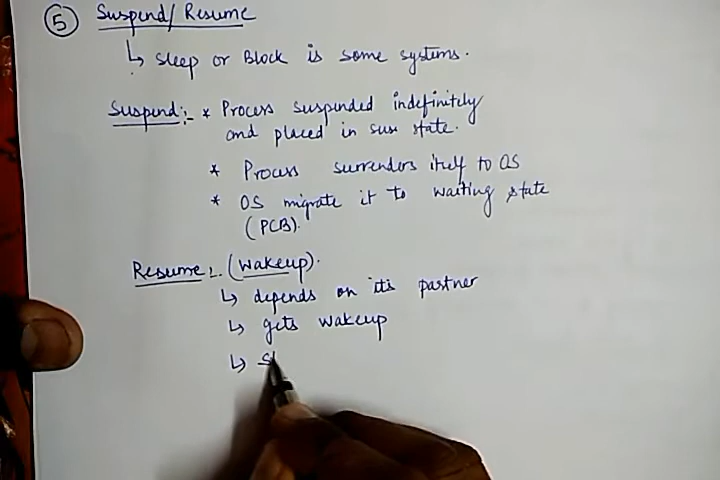 5 Suspend/Resume
↳ Sleep or Block is some systems.
Suspend:- * Process suspended indefinitely
and placed in sus state.
* Process surrenders itself to OS
* OS migrate it to waiting state
(PCB).
Resume:- (Wakeup).
↳ depends on its partner
↳ gets wakeup
↳